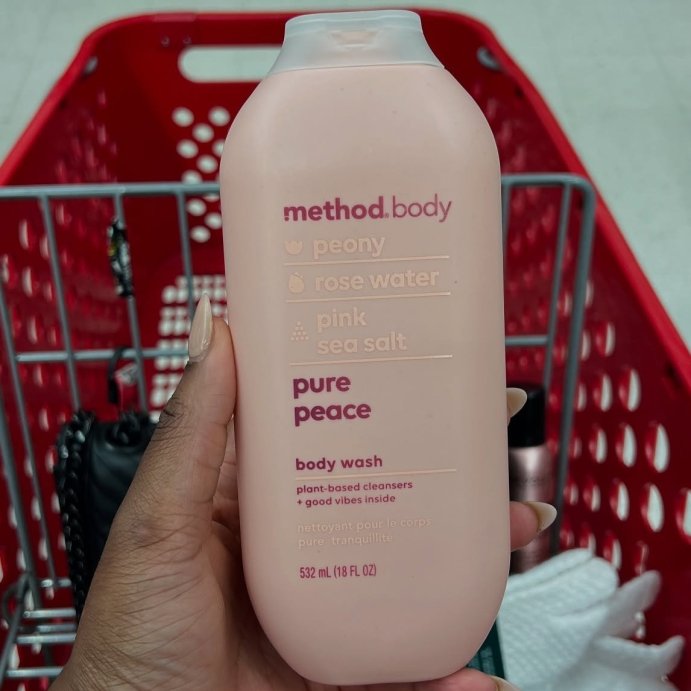 method. body
peony
rose water
pink
sea salt
pure
peace
body wash
plant-based cleansers
+ good vibes inside
nettoyant pour le corps
pure tranquillité
532 mL (18 FL OZ)